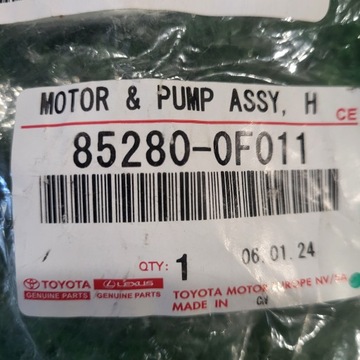 MOTOR & PUMP ASSY, H
CE
85280-0F011
QTY: 1
06.01.24
TOYOTA LEXUS
GENUINE PARTS GENUINE PARTS
TOYOTA MOTOR EUROPE NV/SA
MADE IN CN